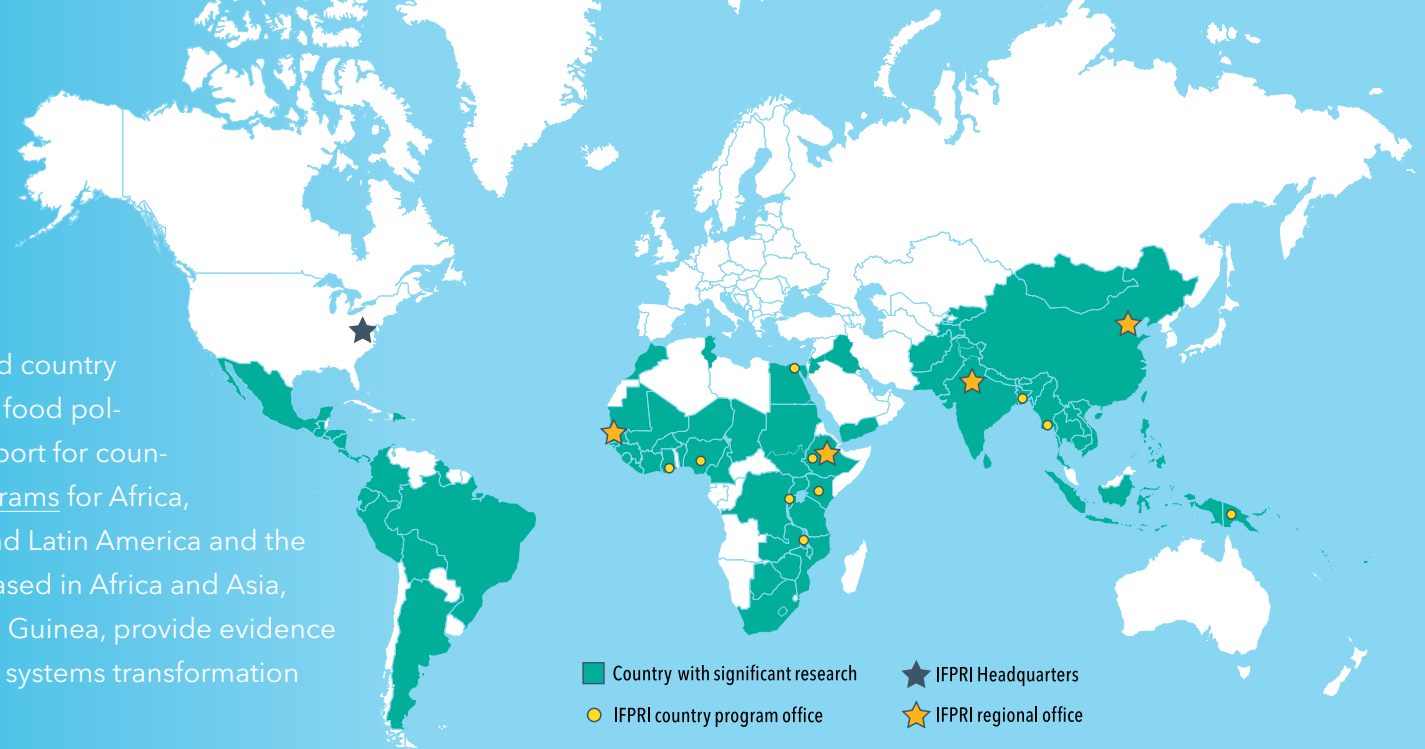 d country
food pol-
port for coun-
rams for Africa,
nd Latin America and the
ased in Africa and Asia,
Guinea, provide evidence
systems transformation
Country with significant research
IFPRI Headquarters
IFPRI country program office
IFPRI regional office